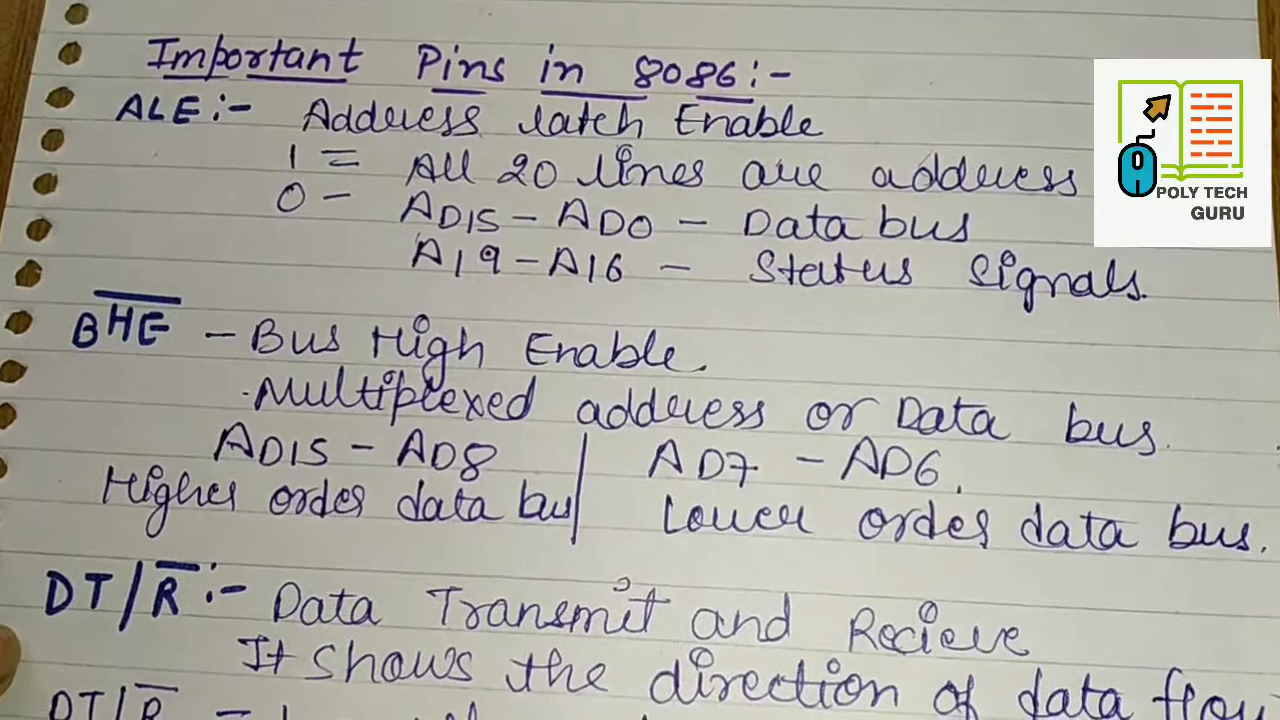 Important Pins in 8086:-
ALE:- Address latch Enable
1 = All 20 lines are address
0 - AD15 - AD0 - Data bus
A19 - A16 - Status signals.
BHE - Bus High Enable.
.Multiplexed address or Data bus.
AD15 - AD8 | AD7 - AD6.
Higher order data bus | Lower order data bus.
DT/R̅:- Data Transmit and Recieve
It shows the direction of data flow
DT/R̅ -
POLY TECH
GURU